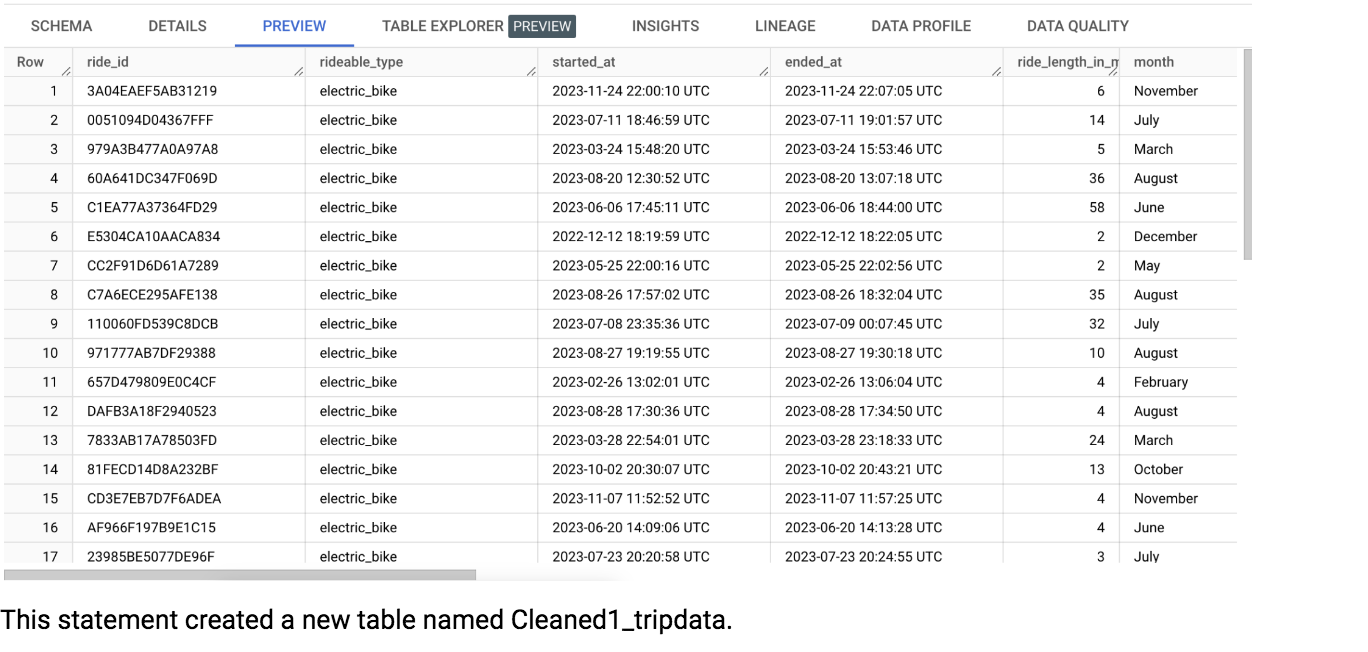 SCHEMA DETAILS PREVIEW TABLE EXPLORER PREVIEW INSIGHTS LINEAGE DATA PROFILE DATA QUALITY
Row ride_id rideable_type started_at ended_at ride_length_in_m month
1 3A04EAEF5AB31219 electric_bike 2023-11-24 22:00:10 UTC 2023-11-24 22:07:05 UTC 6 November
2 0051094D04367FFF electric_bike 2023-07-11 18:46:59 UTC 2023-07-11 19:01:57 UTC 14 July
3 979A3B477A0A97A8 electric_bike 2023-03-24 15:48:20 UTC 2023-03-24 15:53:46 UTC 5 March
4 60A641DC347F069D electric_bike 2023-08-20 12:30:52 UTC 2023-08-20 13:07:18 UTC 36 August
5 C1EA77A37364FD29 electric_bike 2023-06-06 17:45:11 UTC 2023-06-06 18:44:00 UTC 58 June
6 E5304CA10AACA834 electric_bike 2022-12-12 18:19:59 UTC 2022-12-12 18:22:05 UTC 2 December
7 CC2F91D6D61A7289 electric_bike 2023-05-25 22:00:16 UTC 2023-05-25 22:02:56 UTC 2 May
8 C7A6ECE295AFE138 electric_bike 2023-08-26 17:57:02 UTC 2023-08-26 18:32:04 UTC 35 August
9 110060FD539C8DCB electric_bike 2023-07-08 23:35:36 UTC 2023-07-09 00:07:45 UTC 32 July
10 971777AB7DF29388 electric_bike 2023-08-27 19:19:55 UTC 2023-08-27 19:30:18 UTC 10 August
11 657D479809E0C4CF electric_bike 2023-02-26 13:02:01 UTC 2023-02-26 13:06:04 UTC 4 February
12 DAFB3A18F2940523 electric_bike 2023-08-28 17:30:36 UTC 2023-08-28 17:34:50 UTC 4 August
13 7833AB17A78503FD electric_bike 2023-03-28 22:54:01 UTC 2023-03-28 23:18:33 UTC 24 March
14 81FECD14D8A232BF electric_bike 2023-10-02 20:30:07 UTC 2023-10-02 20:43:21 UTC 13 October
15 CD3E7EB7D7F6ADEA electric_bike 2023-11-07 11:52:52 UTC 2023-11-07 11:57:25 UTC 4 November
16 AF966F197B9E1C15 electric_bike 2023-06-20 14:09:06 UTC 2023-06-20 14:13:28 UTC 4 June
17 23985BE5077DE96F electric_bike 2023-07-23 20:20:58 UTC 2023-07-23 20:24:55 UTC 3 July
This statement created a new table named Cleaned1_tripdata.